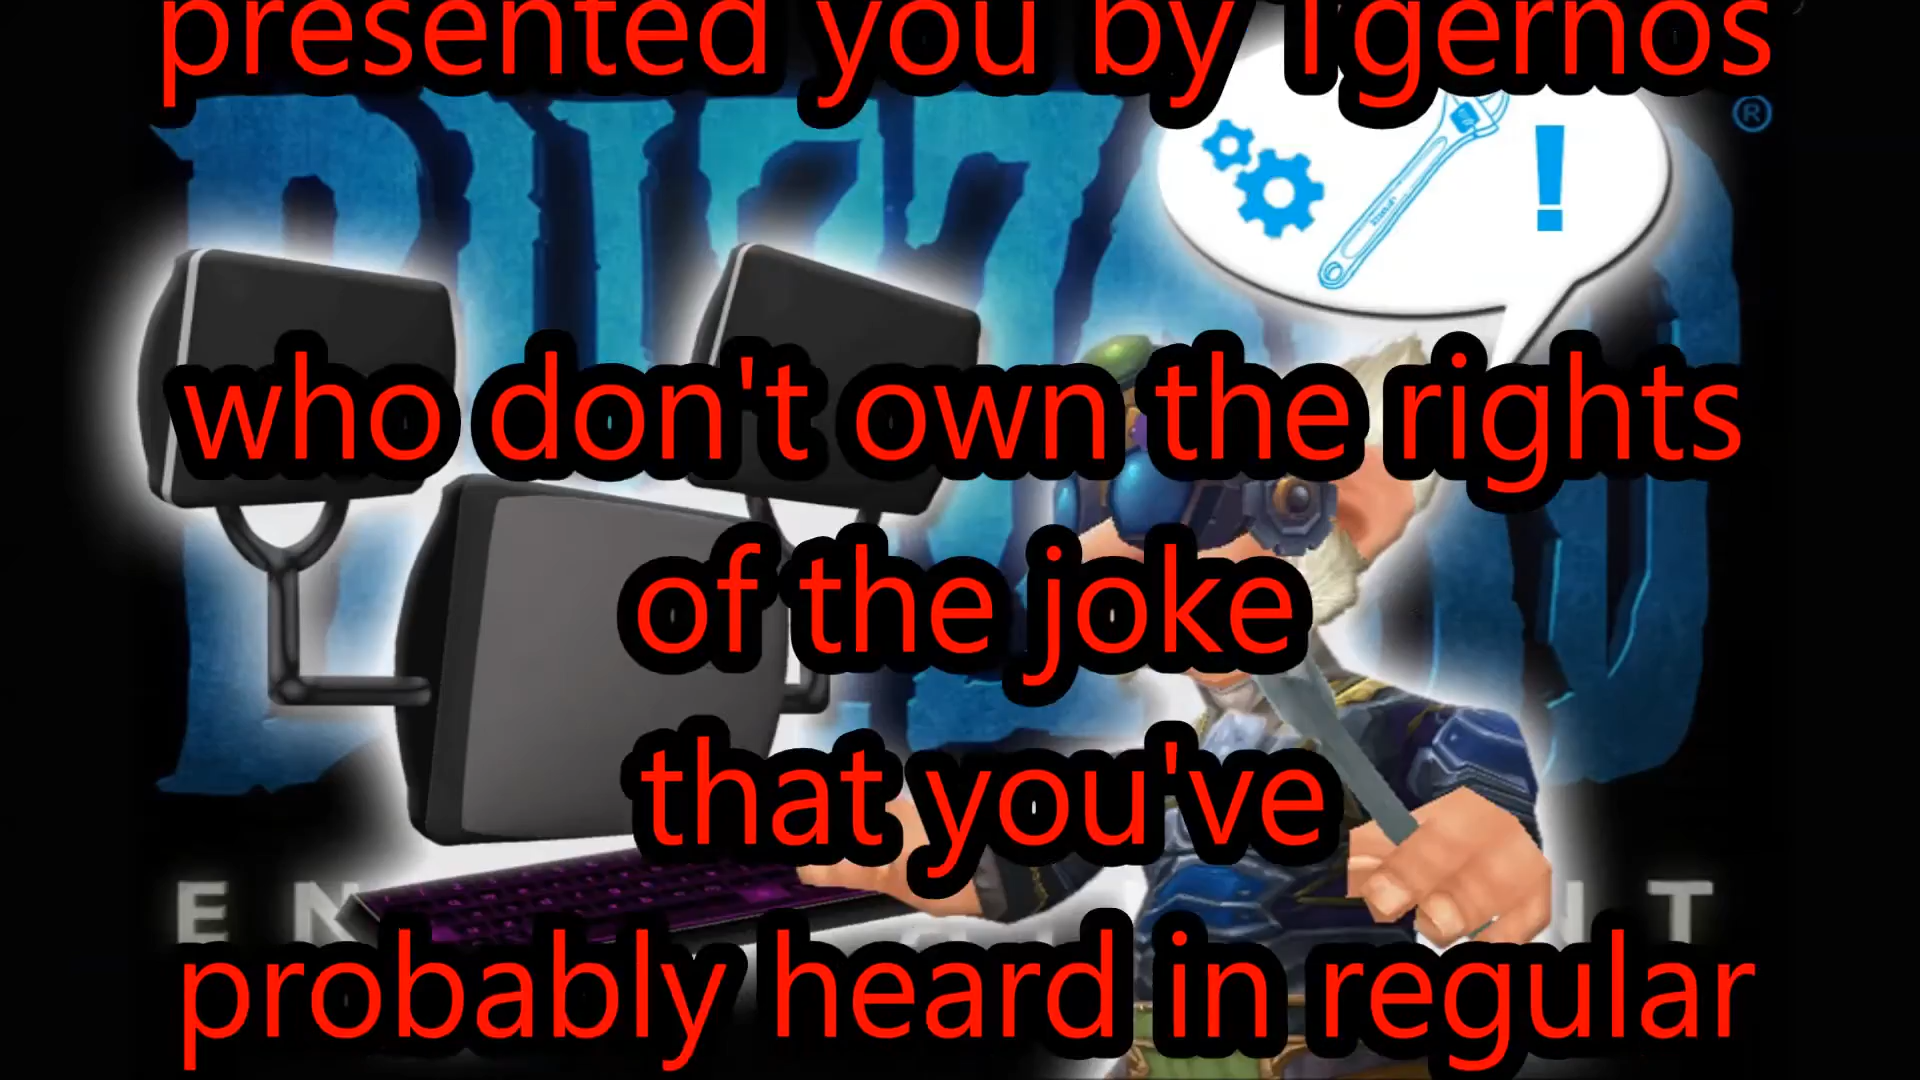 presented you by Tgernos
®
BLIZZARD
who don't own the rights
of the joke
that you've
probably heard in regular